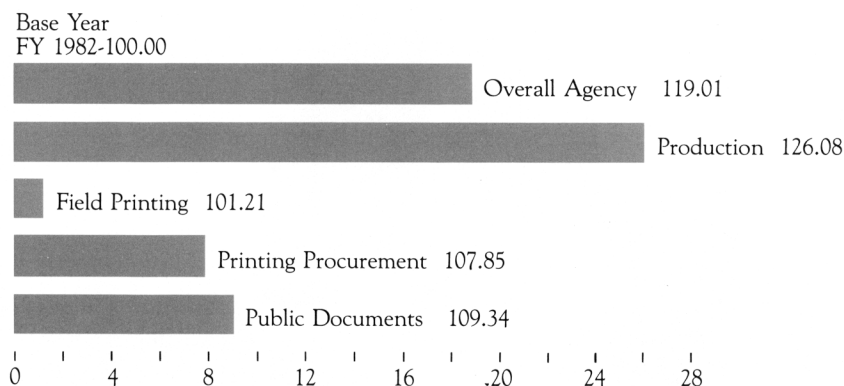 Base Year
FY 1982-100.00
Overall Agency 119.01
Production 126.08
Field Printing 101.21
Printing Procurement 107.85
Public Documents 109.34
0 4 8 12 16 20 24 28